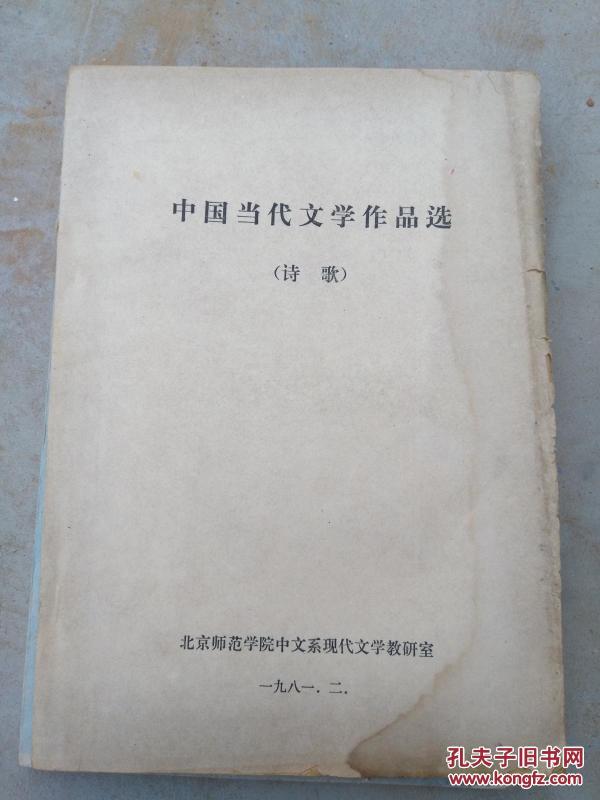 中国当代文学作品选
（诗 歌）
北京师范学院中文系现代文学教研室
一九八一．二．
孔夫子旧书网
www.kongfz.com